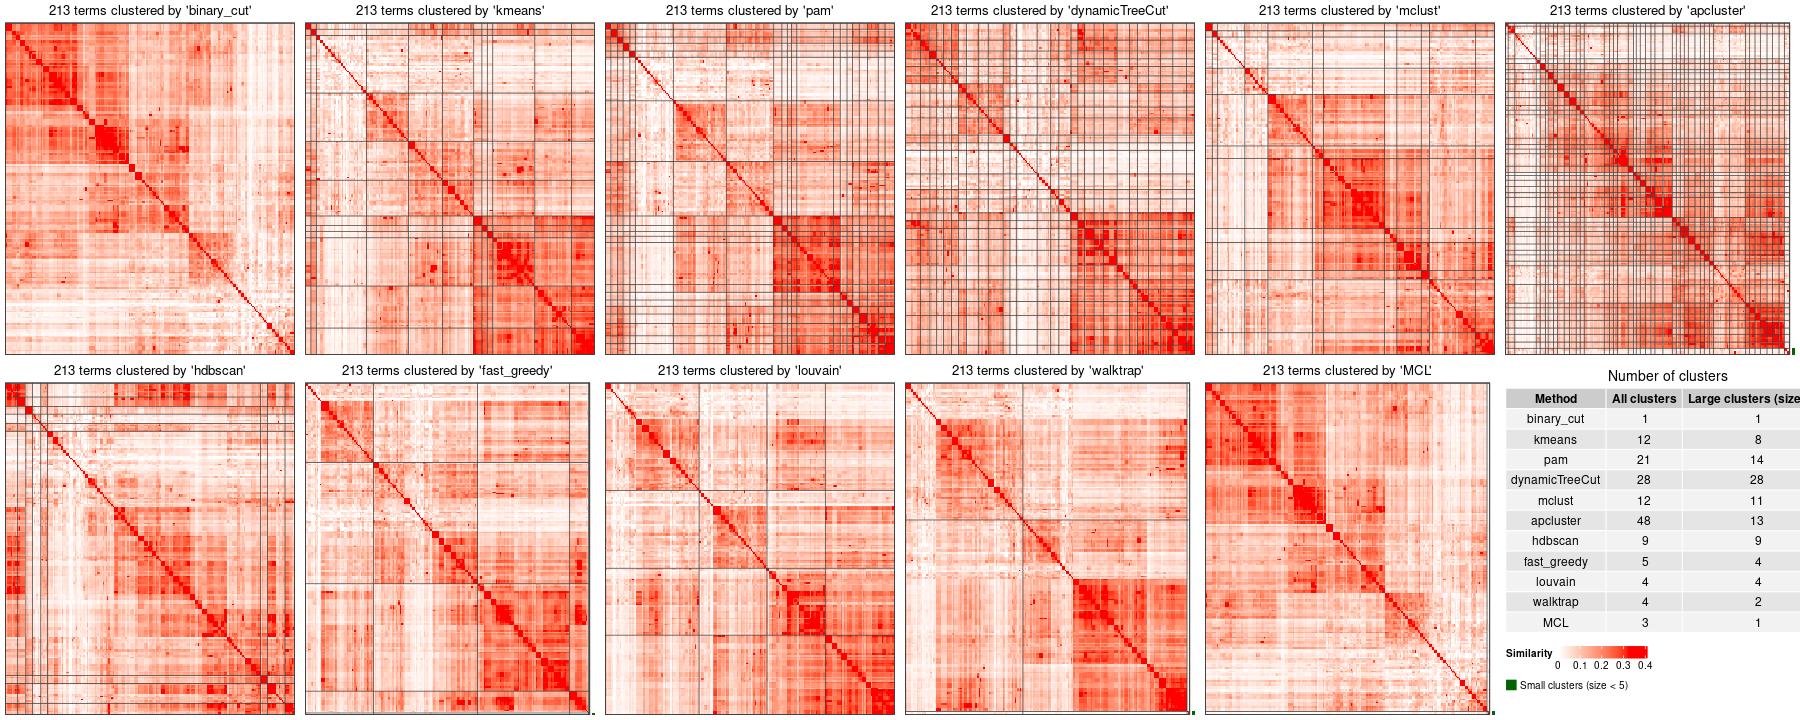 213 terms clustered by 'binary_cut'
213 terms clustered by 'kmeans'
213 terms clustered by 'pam'
213 terms clustered by 'dynamicTreeCut'
213 terms clustered by 'mclust'
213 terms clustered by 'apcluster'
213 terms clustered by 'hdbscan'
213 terms clustered by 'fast_greedy'
213 terms clustered by 'louvain'
213 terms clustered by 'walktrap'
213 terms clustered by 'MCL'
Number of clusters
Method All clusters Large clusters (size
binary_cut 1 1
kmeans 12 8
pam 21 14
dynamicTreeCut 28 28
mclust 12 11
apcluster 48 13
hdbscan 9 9
fast_greedy 5 4
louvain 4 4
walktrap 4 2
MCL 3 1
Similarity
0 0.1 0.2 0.3 0.4
Small clusters (size < 5)